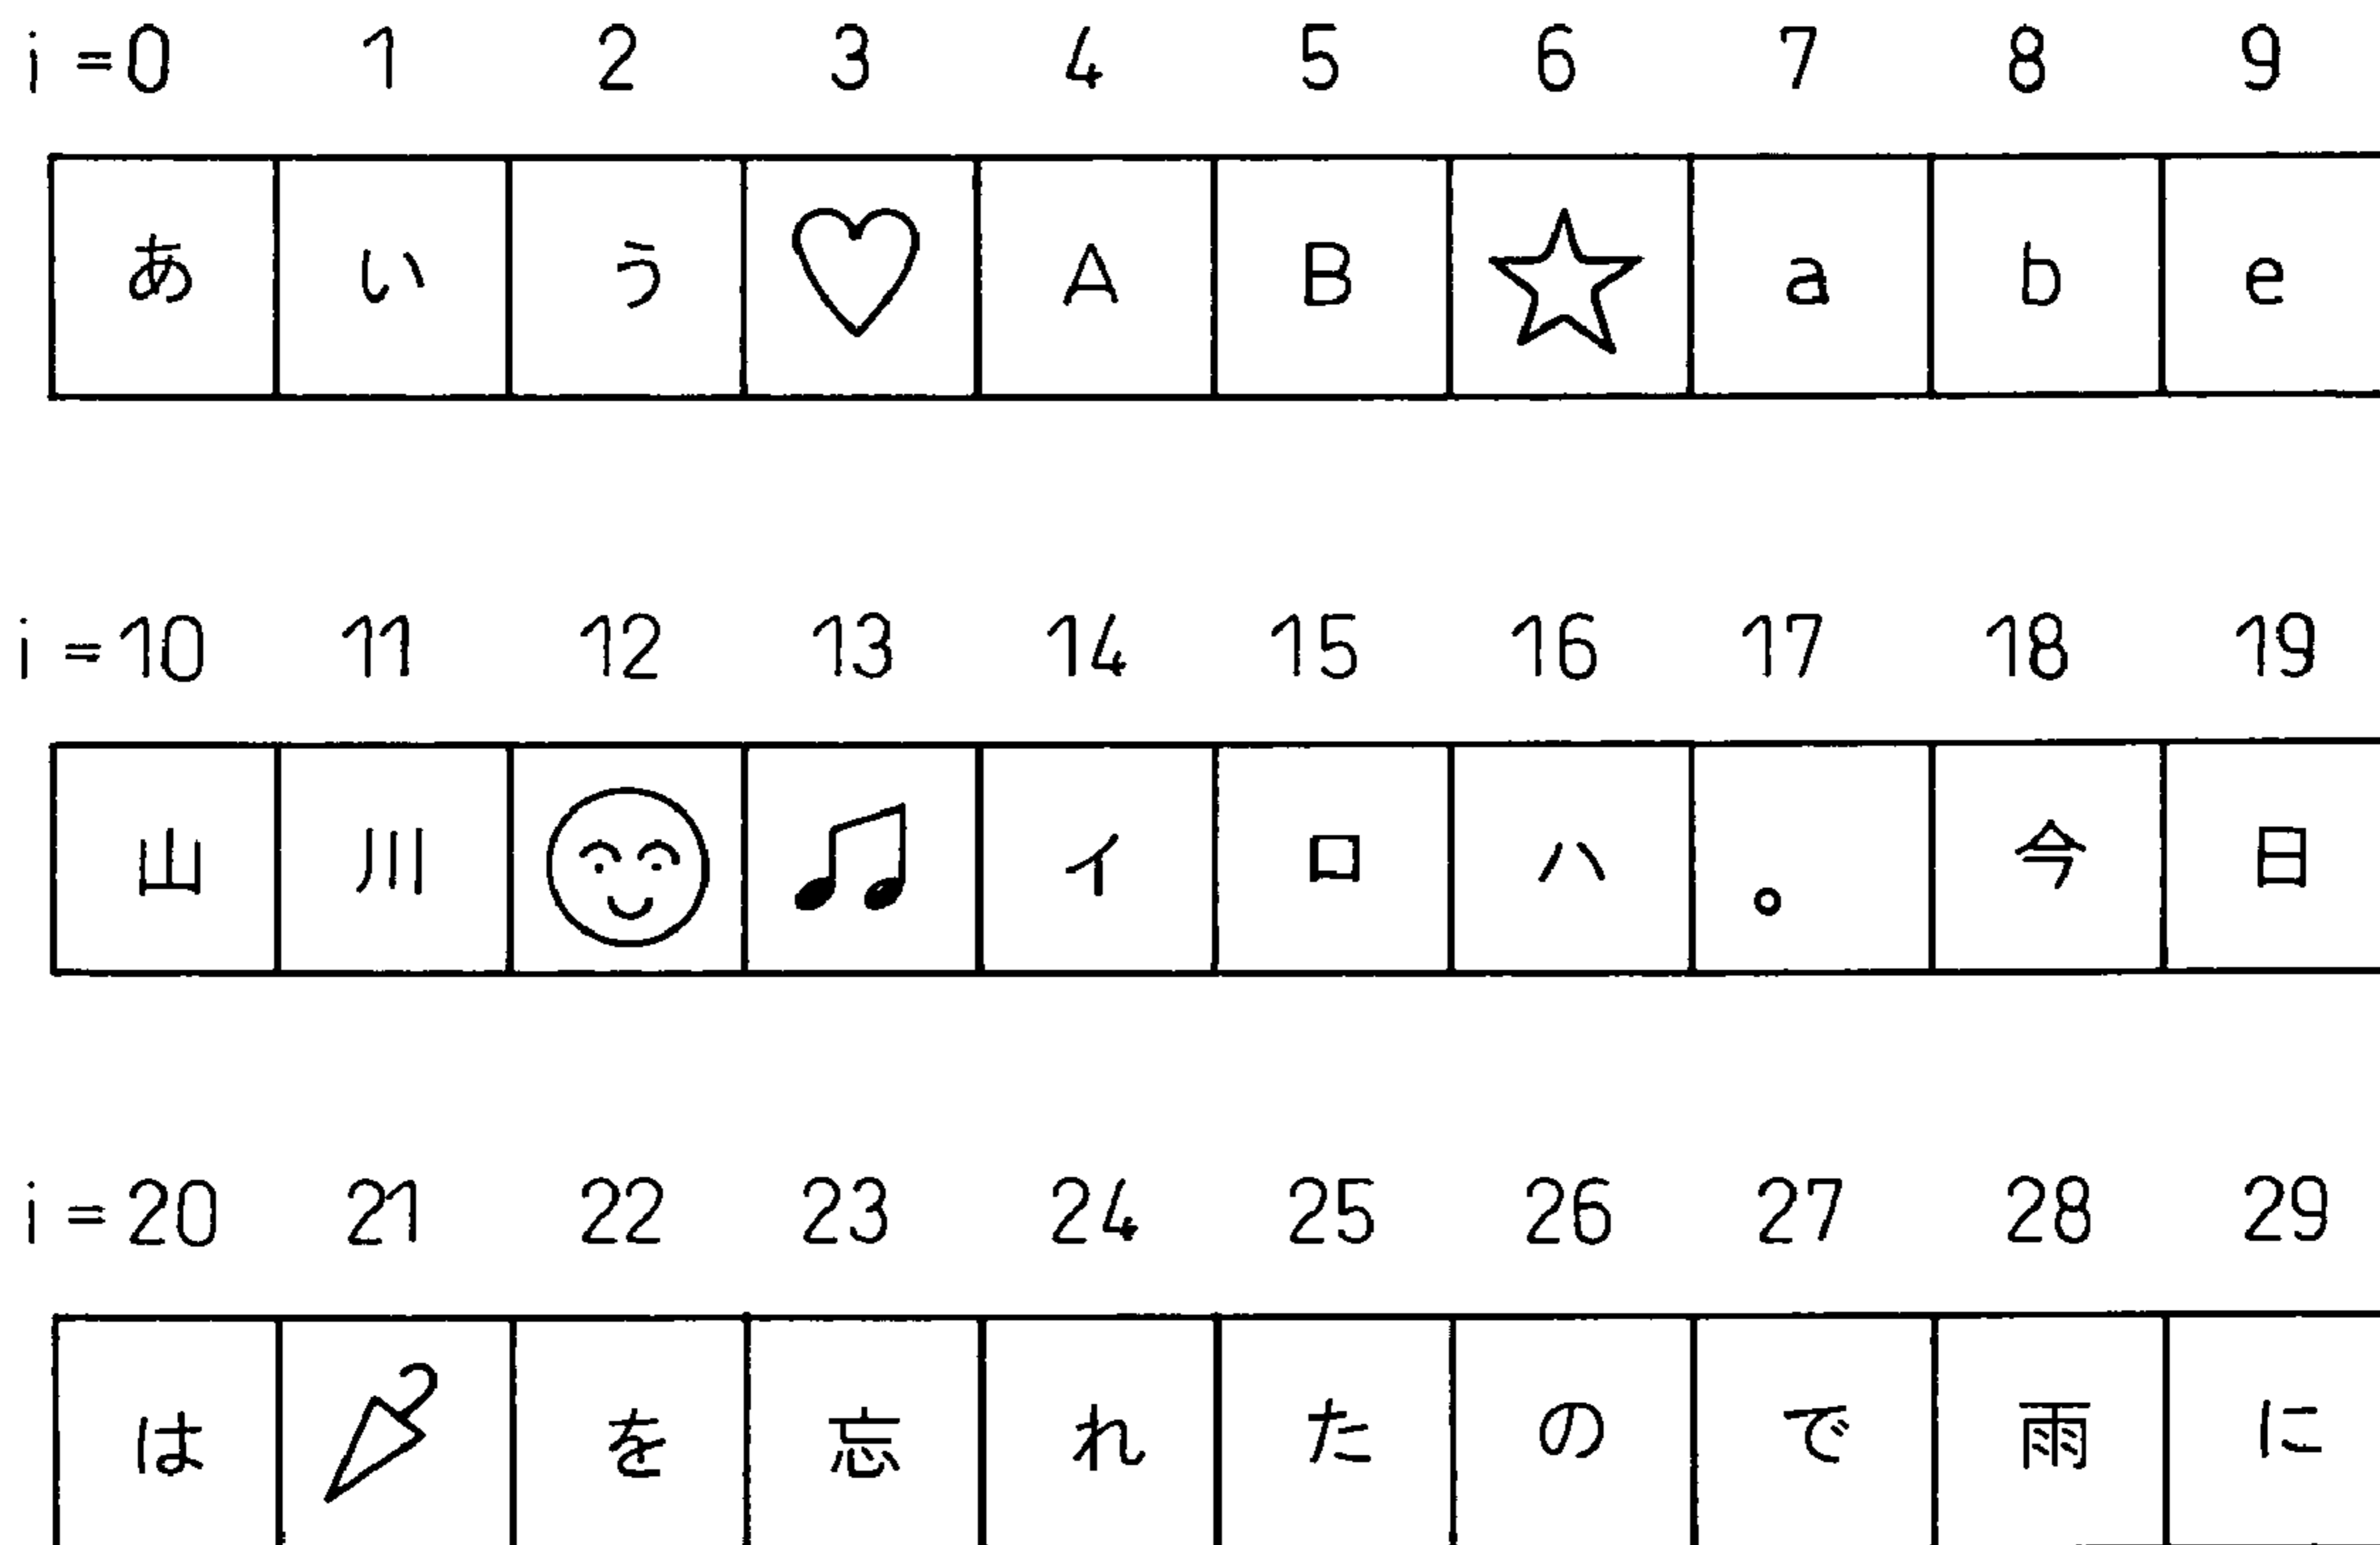 i = 0 1 2 3 4 5 6 7 8 9
あ い う ♡ A B ☆ a b e
i = 10 11 12 13 14 15 16 17 18 19
山 川 ☺ ♫ イ ロ ハ 。 今 日
i = 20 21 22 23 24 25 26 27 28 29
は 🌂 を 忘 れ た の で 雨 に